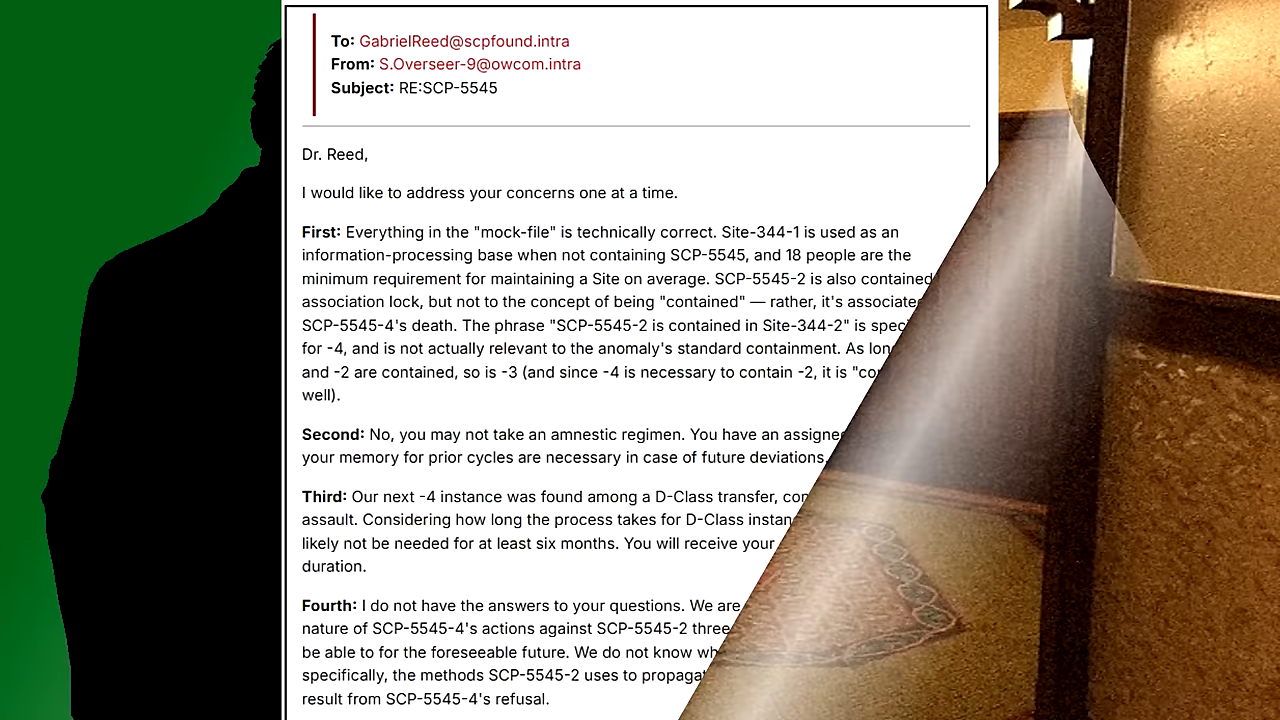 To: GabrielReed@scpfound.intra
From: S.Overseer-9@owcom.intra
Subject: RE:SCP-5545
Dr. Reed,
I would like to address your concerns one at a time.
First: Everything in the "mock-file" is technically correct. Site-344-1 is used as an
information-processing base when not containing SCP-5545, and 18 people are the
minimum requirement for maintaining a Site on average. SCP-5545-2 is also contained
association lock, but not to the concept of being "contained" — rather, it's
SCP-5545-4's death. The phrase "SCP-5545-2 is contained in Site-344-2" is
for -4, and is not actually relevant to the anomaly's standard containment. As
and -2 are contained, so is -3 (and since -4 is necessary to contain -2, it is
well).
Second: No, you may not take an amnestic regimen. You have an
your memory for prior cycles are necessary in case of future deviations.
Third: Our next -4 instance was found among a D-Class transfer,
assault. Considering how long the process takes for D-Class
likely not be needed for at least six months. You will receive your
duration.
Fourth: I do not have the answers to your questions. We are
nature of SCP-5545-4's actions against SCP-5545-2 three
be able to for the foreseeable future. We do not know
specifically, the methods SCP-5545-2 uses to
result from SCP-5545-4's refusal.